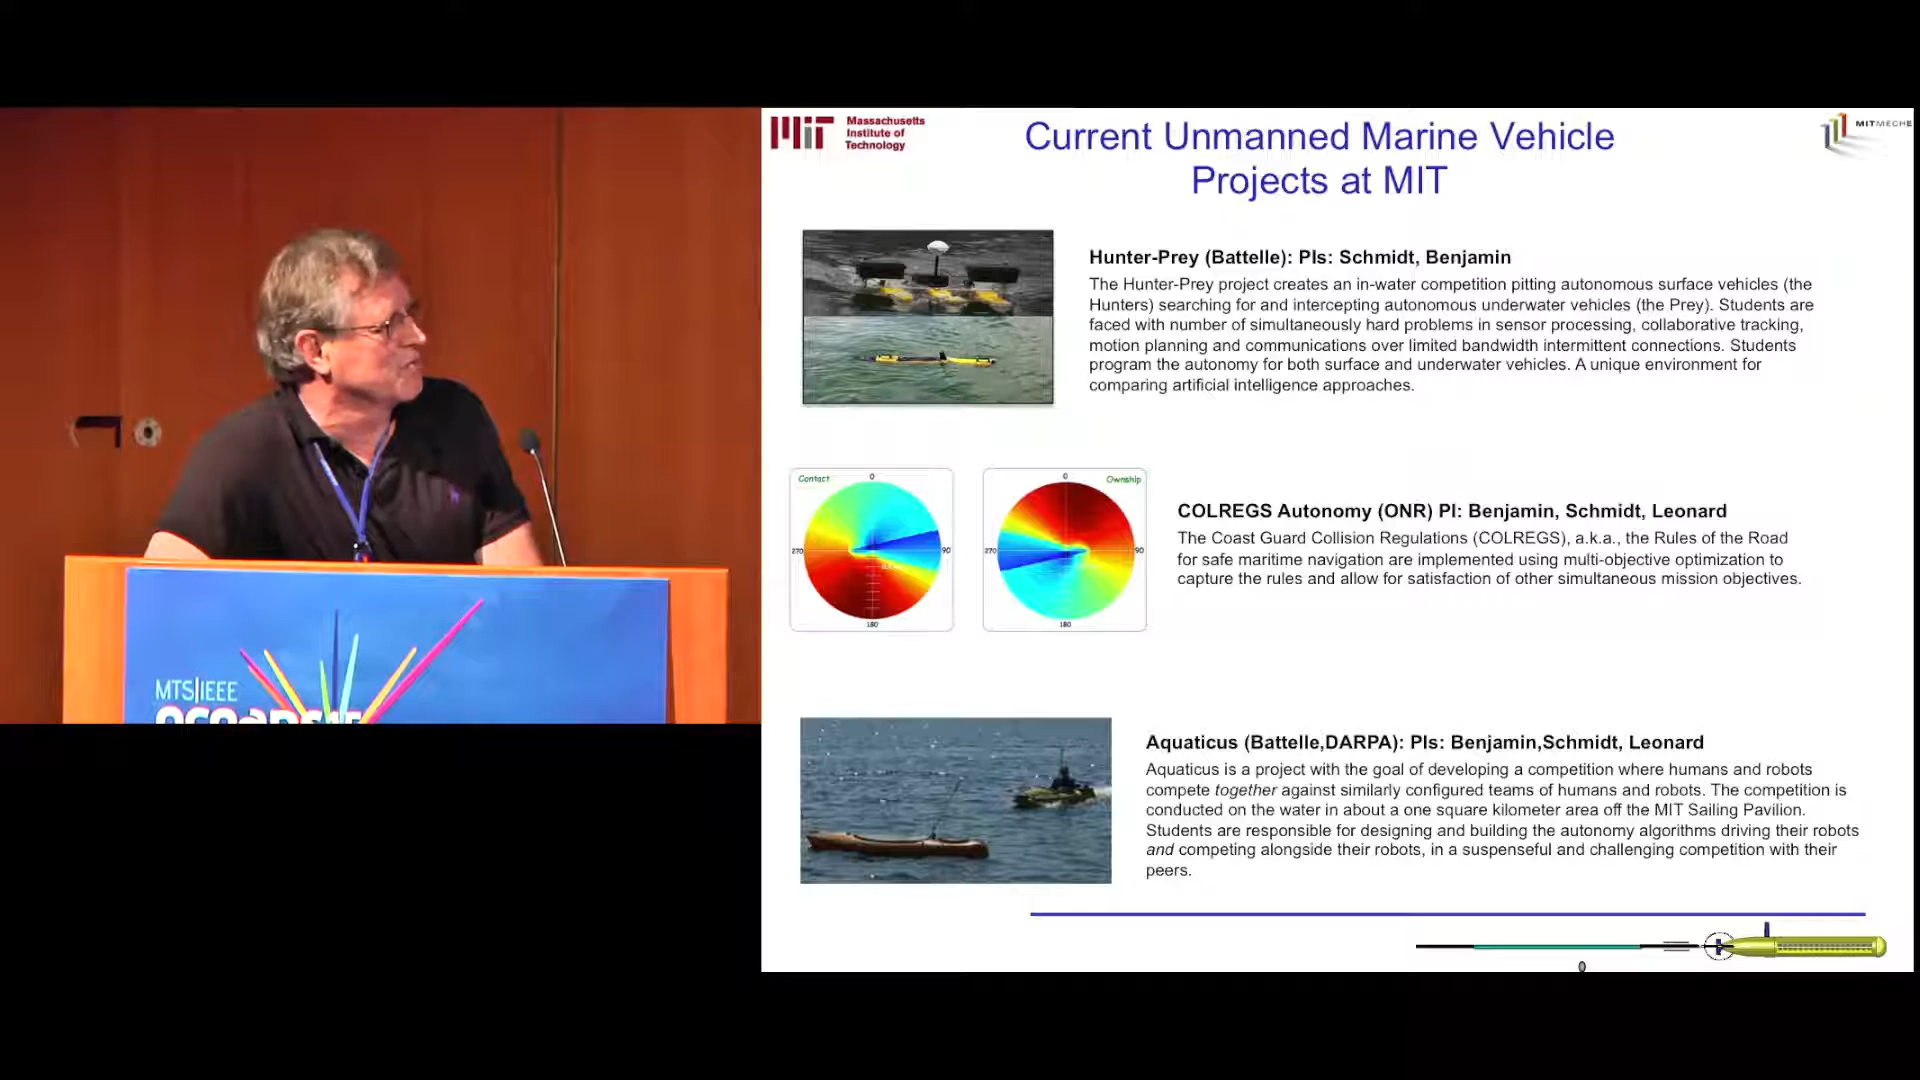 Massachusetts
Institute of
Technology
Current Unmanned Marine Vehicle
Projects at MIT
MITMECHE
Hunter-Prey (Battelle): PIs: Schmidt, Benjamin
The Hunter-Prey project creates an in-water competition pitting autonomous surface vehicles (the
Hunters) searching for and intercepting autonomous underwater vehicles (the Prey). Students are
faced with number of simultaneously hard problems in sensor processing, collaborative tracking,
motion planning and communications over limited bandwidth intermittent connections. Students
program the autonomy for both surface and underwater vehicles. A unique environment for
comparing artificial intelligence approaches.
Contact
0
270
90
180
0
Ownship
270
90
180
COLREGS Autonomy (ONR) PI: Benjamin, Schmidt, Leonard
The Coast Guard Collision Regulations (COLREGS), a.k.a., the Rules of the Road
for safe maritime navigation are implemented using multi-objective optimization to
capture the rules and allow for satisfaction of other simultaneous mission objectives.
Aquaticus (Battelle,DARPA): PIs: Benjamin,Schmidt, Leonard
Aquaticus is a project with the goal of developing a competition where humans and robots
compete together against similarly configured teams of humans and robots. The competition is
conducted on the water in about a one square kilometer area off the MIT Sailing Pavilion.
Students are responsible for designing and building the autonomy algorithms driving their robots
and competing alongside their robots, in a suspenseful and challenging competition with their
peers.
MTS|IEEE